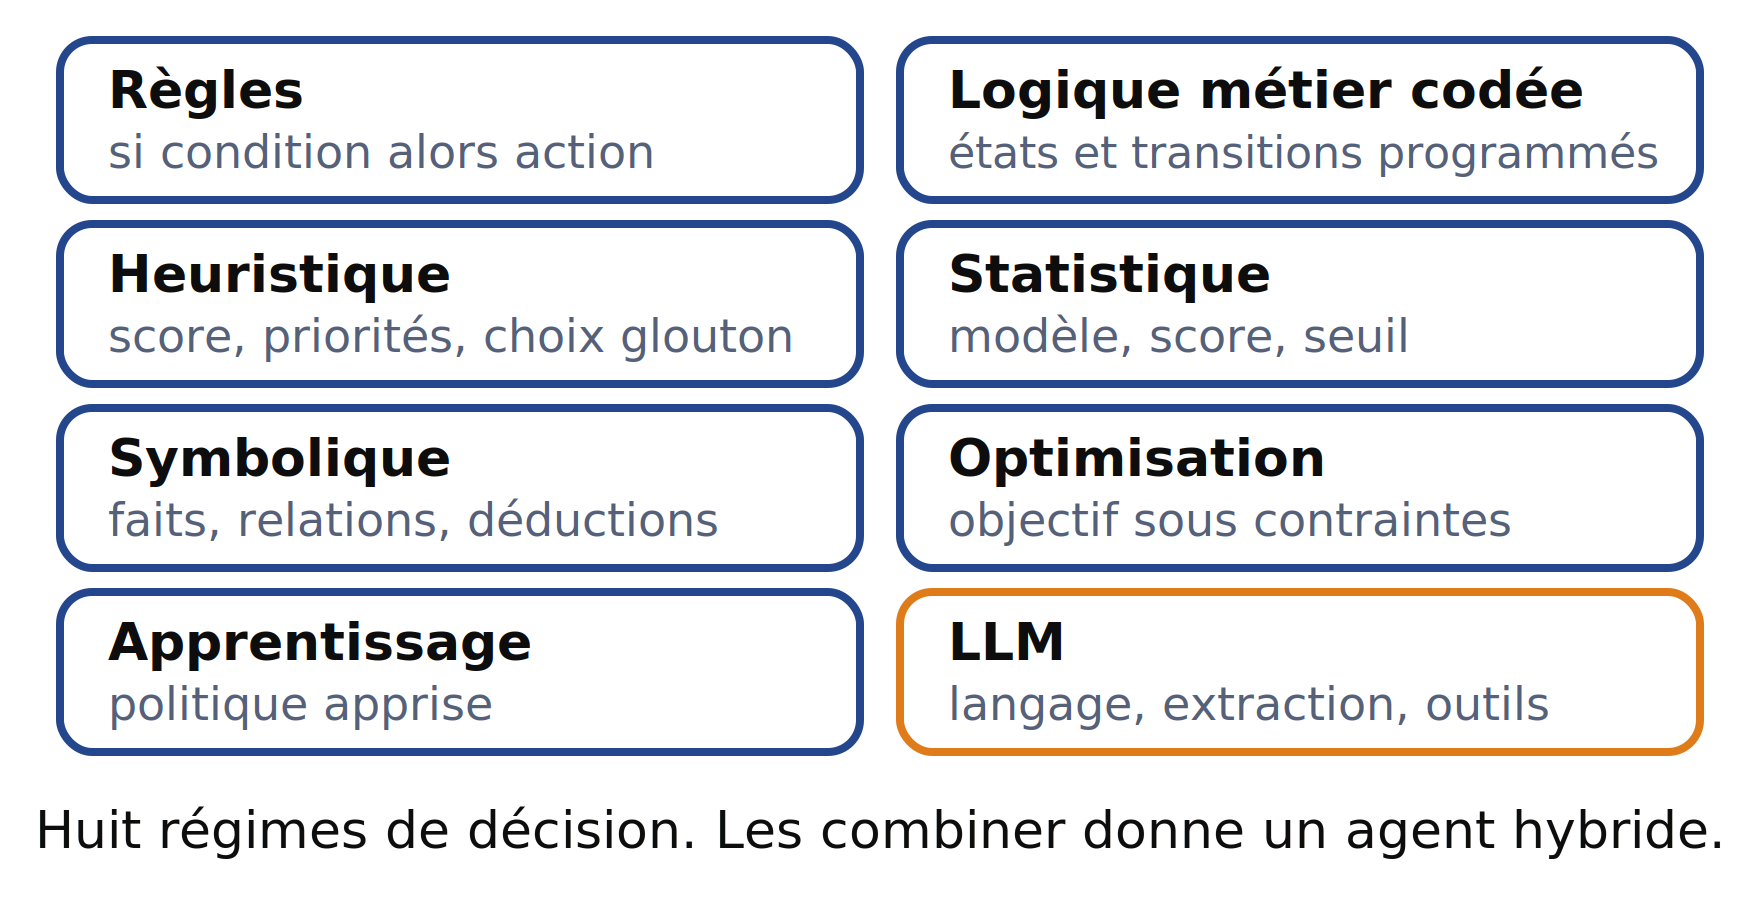 Règles
si condition alors action
Logique métier codée
états et transitions programmés
Heuristique
score, priorités, choix glouton
Statistique
modèle, score, seuil
Symbolique
faits, relations, déductions
Optimisation
objectif sous contraintes
Apprentissage
politique apprise
LLM
langage, extraction, outils
Huit régimes de décision. Les combiner donne un agent hybride.